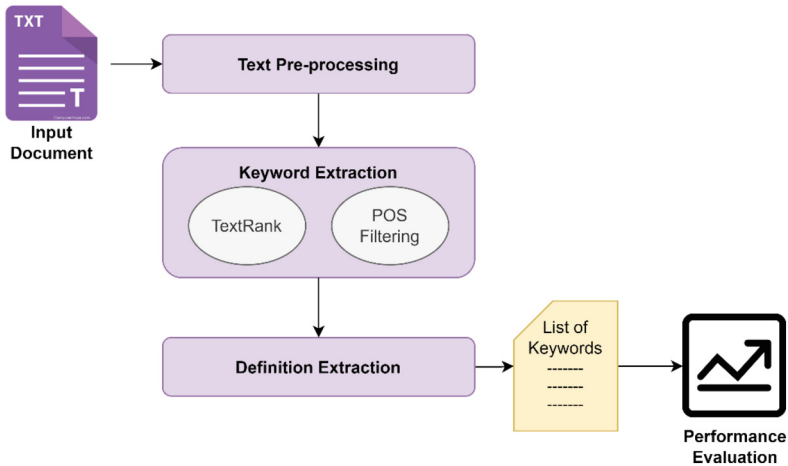 TXT
T
Input
Document
Text Pre-processing
Keyword Extraction
TextRank
POS
Filtering
Definition Extraction
List of
Keywords
-------
-------
-------
Performance
Evaluation